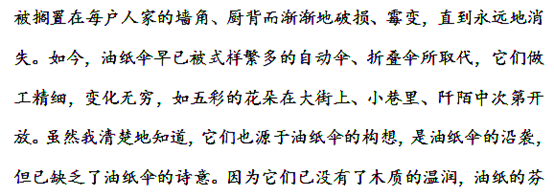 被搁置在每户人家的墙角、厨背而渐渐地破损、霉变，直到永远地消
失。如今，油纸伞早已被式样繁多的自动伞、折叠伞所取代，它们做
工精细，变化无穷，如五彩的花朵在大街上、小巷里、阡陌中次第开
放。虽然我清楚地知道，它们也源于油纸伞的构想，是油纸伞的沿袭，
但已缺乏了油纸伞的诗意。因为它们已没有了木质的温润，油纸的芬